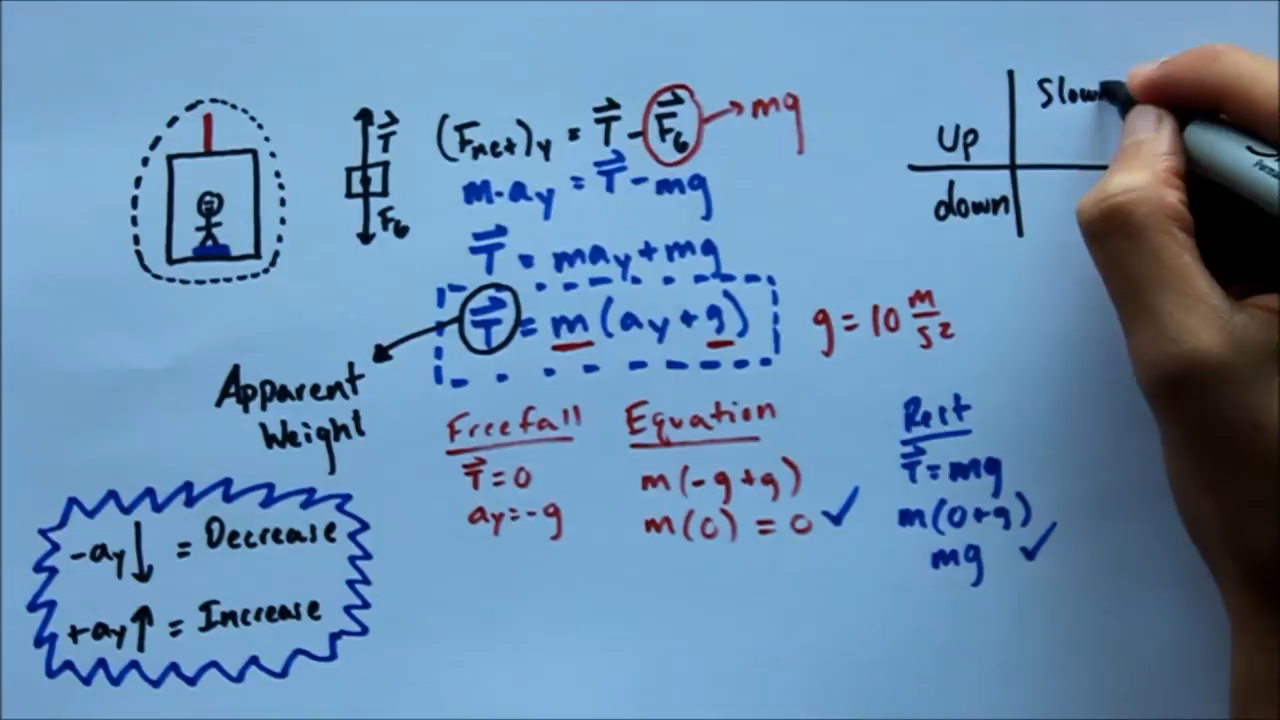 T
F_G
(F_net)_y = T - F_G → mg
m·a_y = T - mg
T = ma_y + mg
T = m(a_y + g)
g = 10 m/s²
Apparent
Weight
Freefall
T = 0
a_y = -g
Equation
m(-g+g)
m(0) = 0 ✓
Rest
T = mg
m(0+g)
mg ✓
-a_y↓ = Decrease
+a_y↑ = Increase
Slow
Up
down